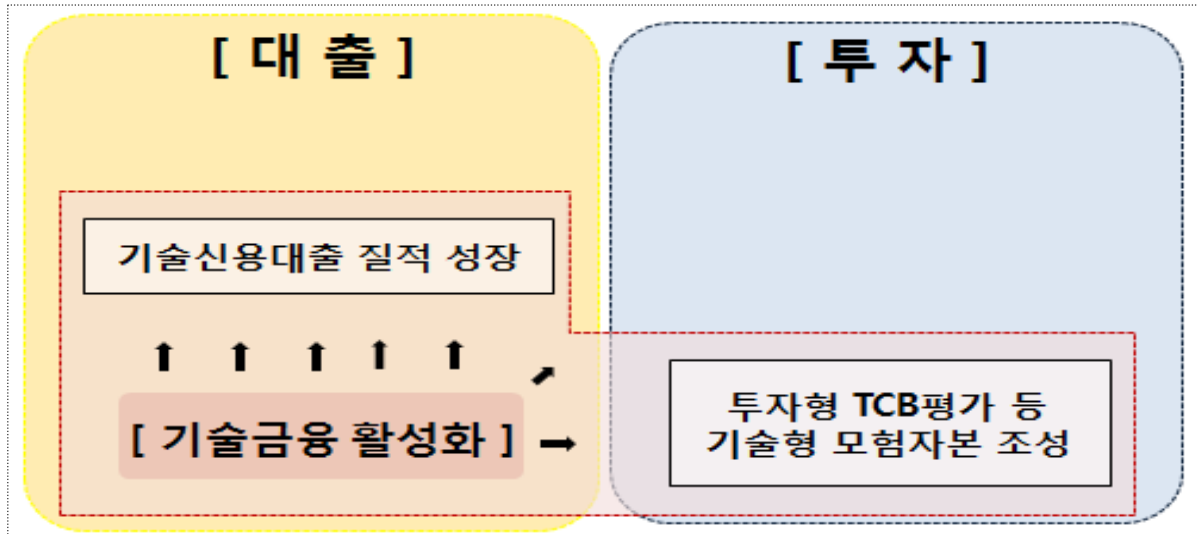 [ 대 출 ]
[ 투 자 ]
기술신용대출 질적 성장
[ 기술금융 활성화 ]
투자형 TCB평가 등
기술형 모험자본 조성